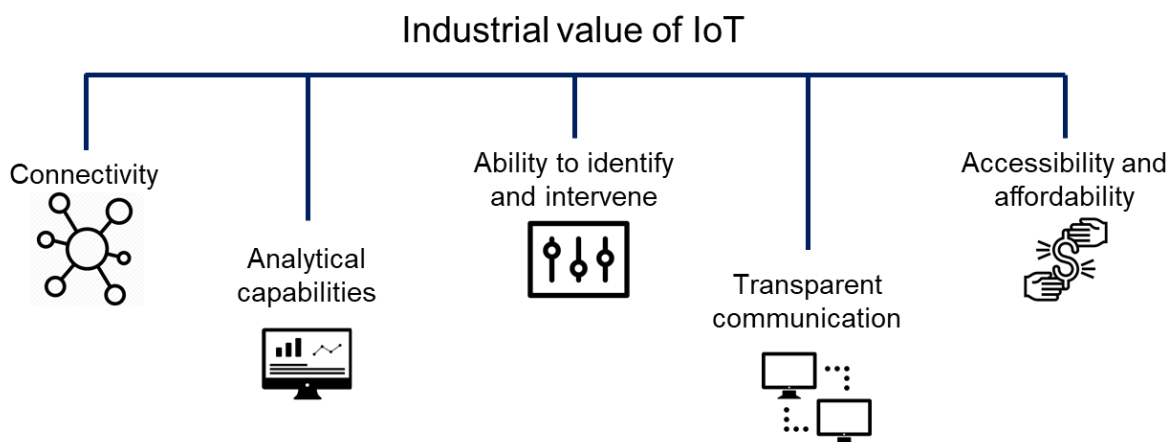 Industrial value of IoT
Connectivity
Analytical
capabilities
Ability to identify
and intervene
Transparent
communication
Accessibility and
affordability